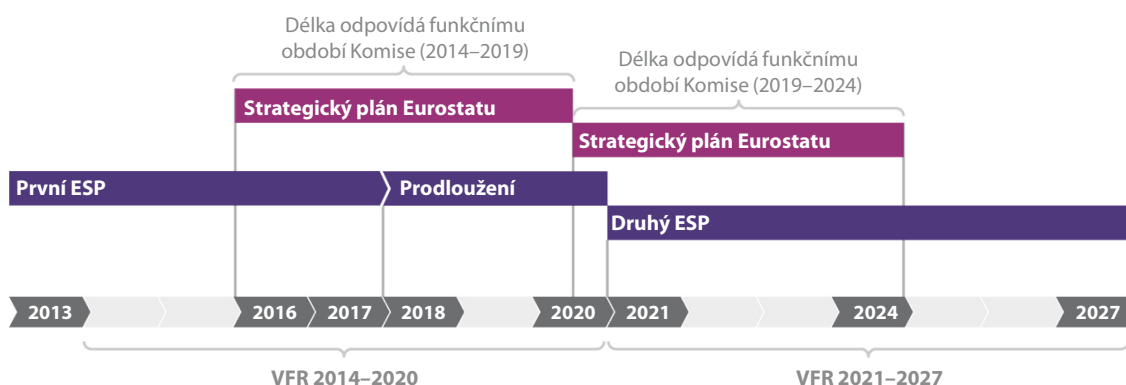 Délka odpovídá funkčnímu
období Komise (2014–2019)
Délka odpovídá funkčnímu
období Komise (2019–2024)
Strategický plán Eurostatu
Strategický plán Eurostatu
První ESP
Prodloužení
Druhý ESP
2013
2016
2017
2018
2020
2021
2024
2027
VFR 2014–2020
VFR 2021–2027